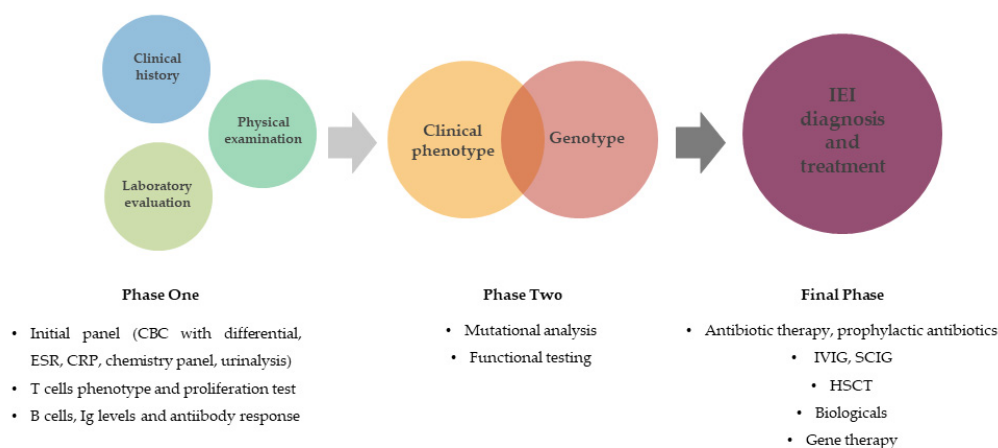 Clinical
history
Physical
examination
Laboratory
evaluation
Clinical
phenotype
Genotype
IEI
diagnosis
and
treatment
Phase One
• Initial panel (CBC with differential,
ESR, CRP, chemistry panel, urinalysis)
• T cells phenotype and proliferation test
• B cells, Ig levels and antiibody response
Phase Two
• Mutational analysis
• Functional testing
Final Phase
• Antibiotic therapy, prophylactic antibiotics
• IVIG, SCIG
• HSCT
• Biologicals
• Gene therapy